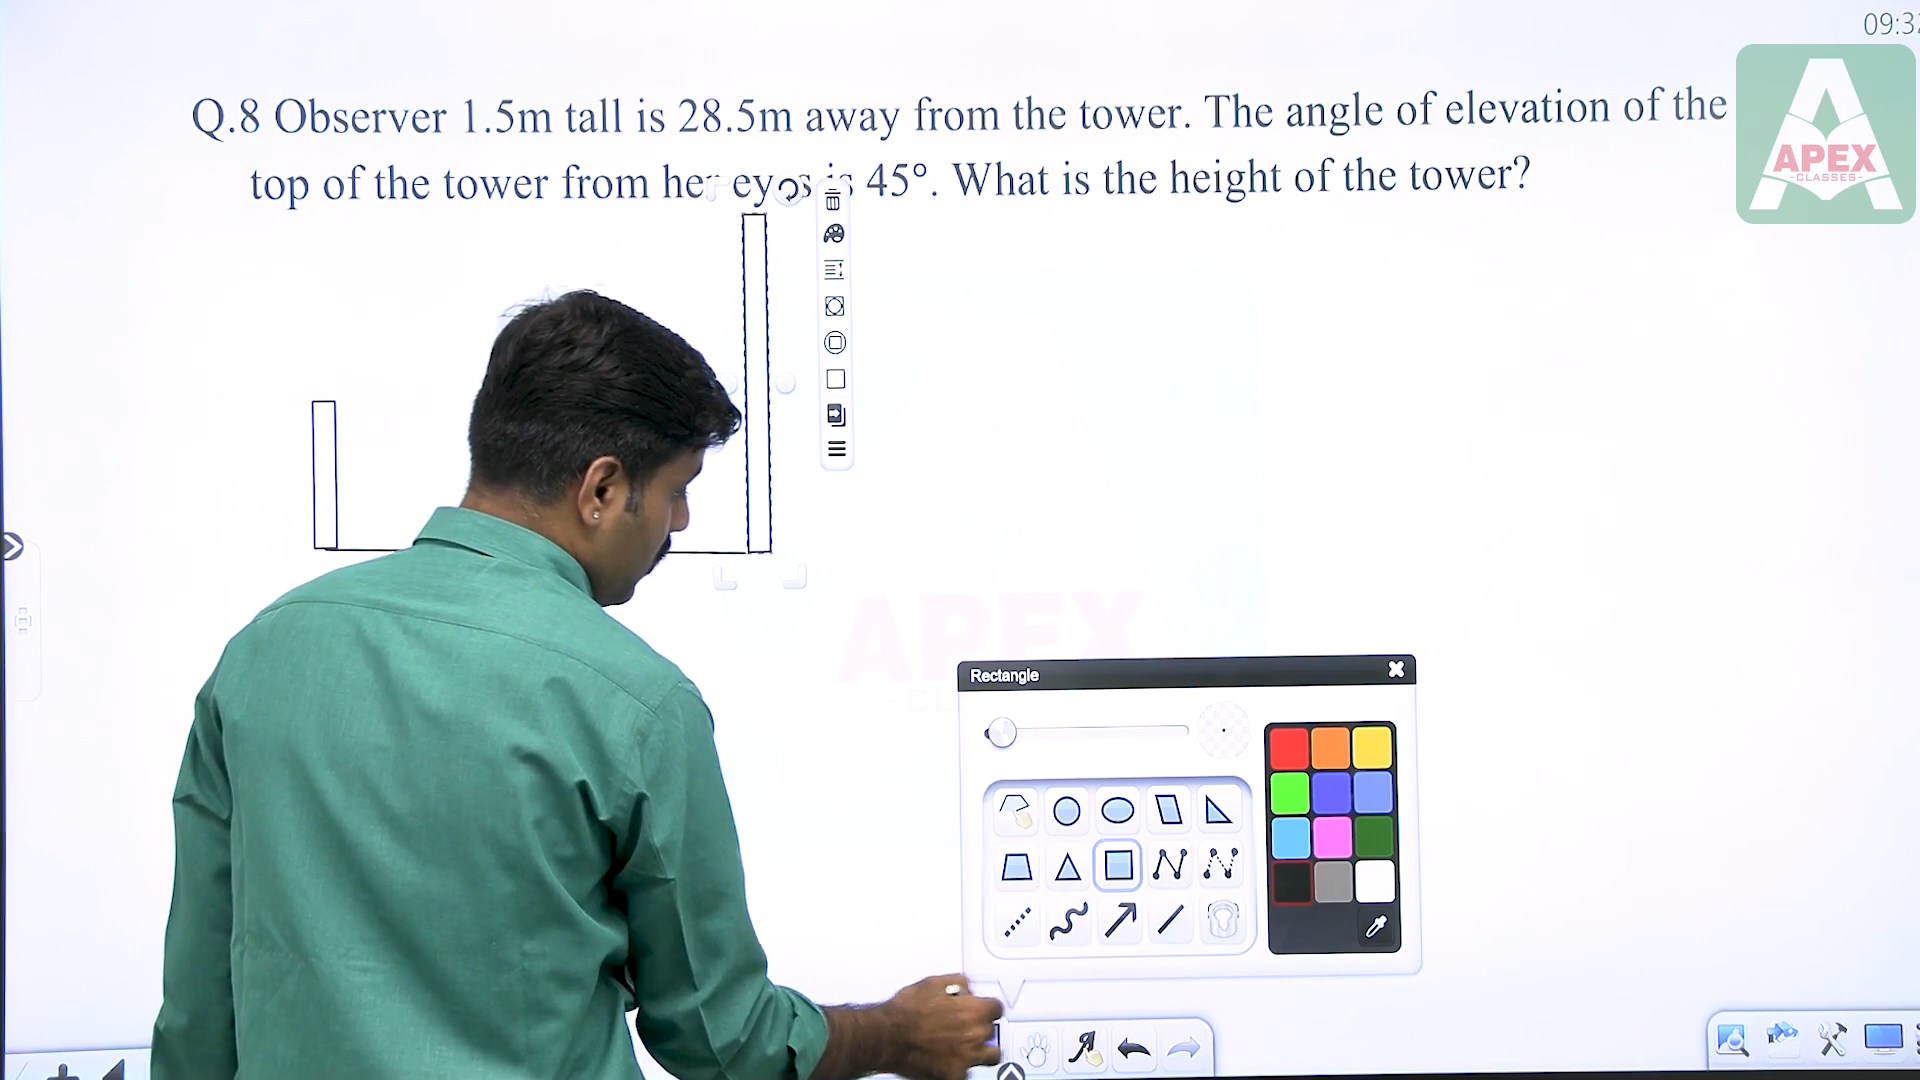 09:32
Q.8 Observer 1.5m tall is 28.5m away from the tower. The angle of elevation of the
top of the tower from her eyes is 45°. What is the height of the tower?
APEX
-CLASSES-
APEX
Rectangle